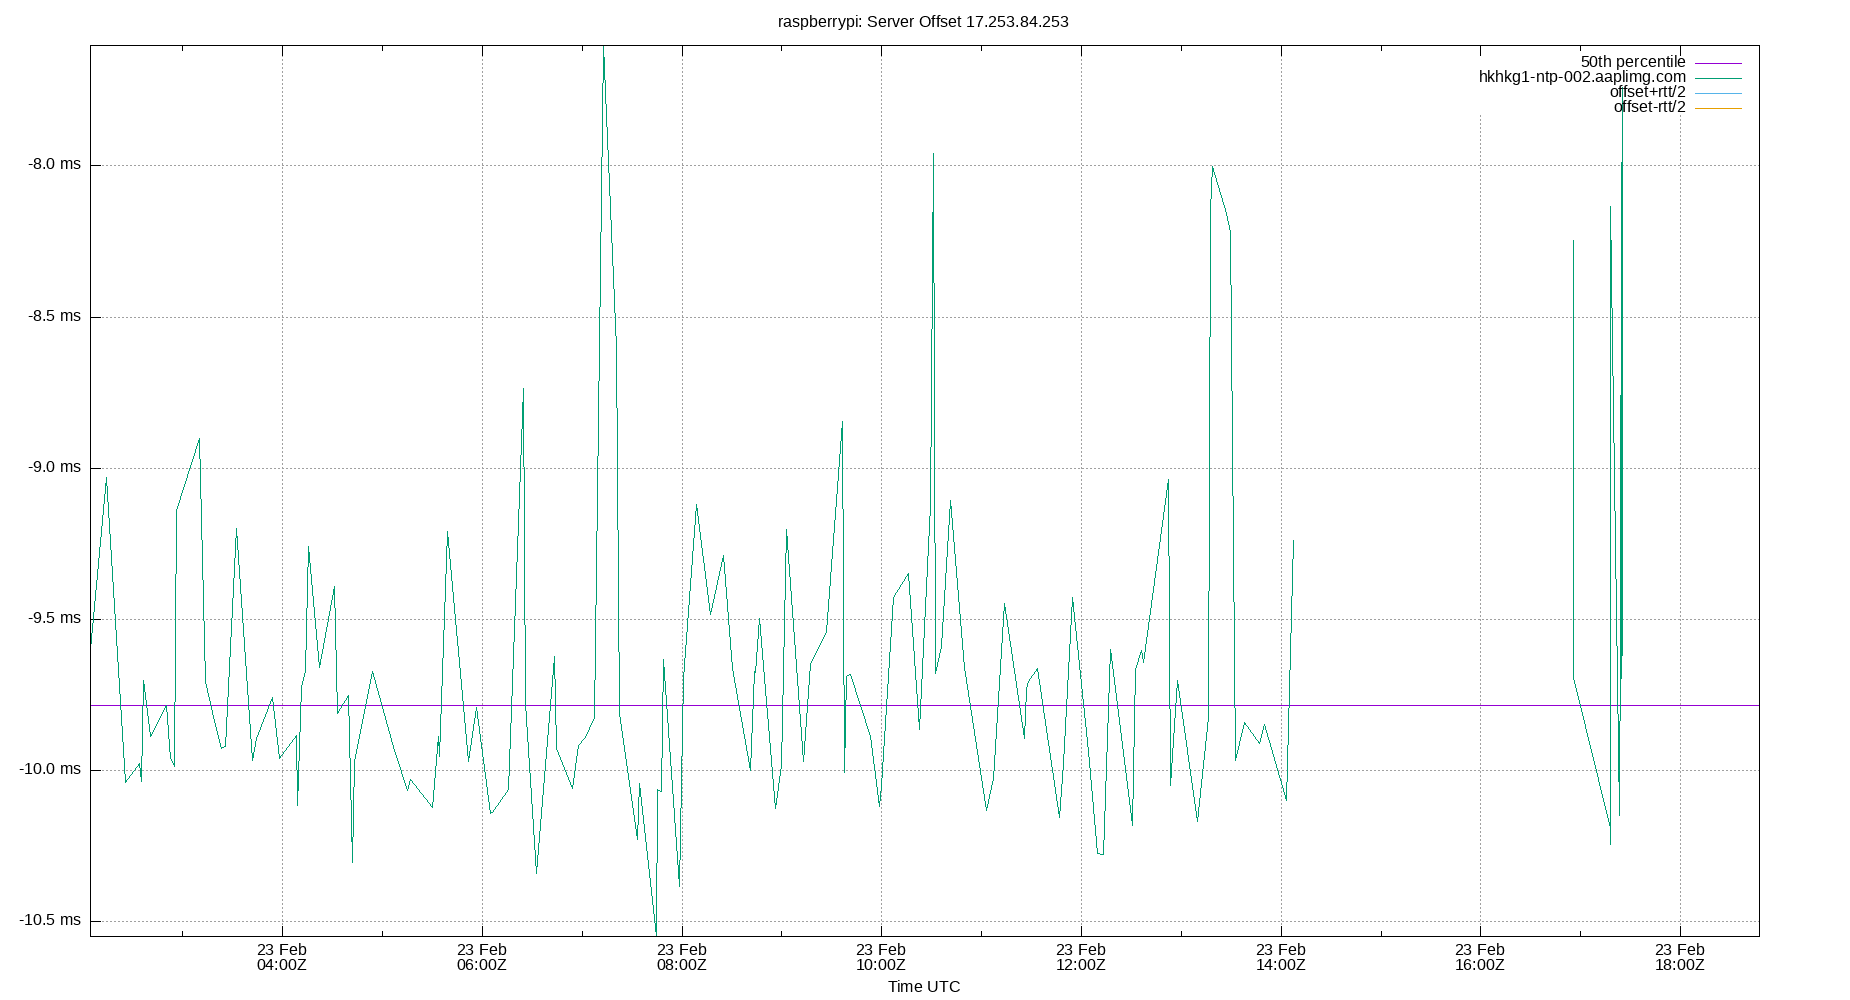 raspberrypi: Server Offset 17.253.84.253
50th percentile
hkhkg1-ntp-002.aaplimg.com
offset+rtt/2
offset-rtt/2
-8.0 ms
-8.5 ms
-9.0 ms
-9.5 ms
-10.0 ms
-10.5 ms
23 Feb 23 Feb 23 Feb 23 Feb 23 Feb 23 Feb 23 Feb 23 Feb
04:00Z 06:00Z 08:00Z 10:00Z 12:00Z 14:00Z 16:00Z 18:00Z
Time UTC